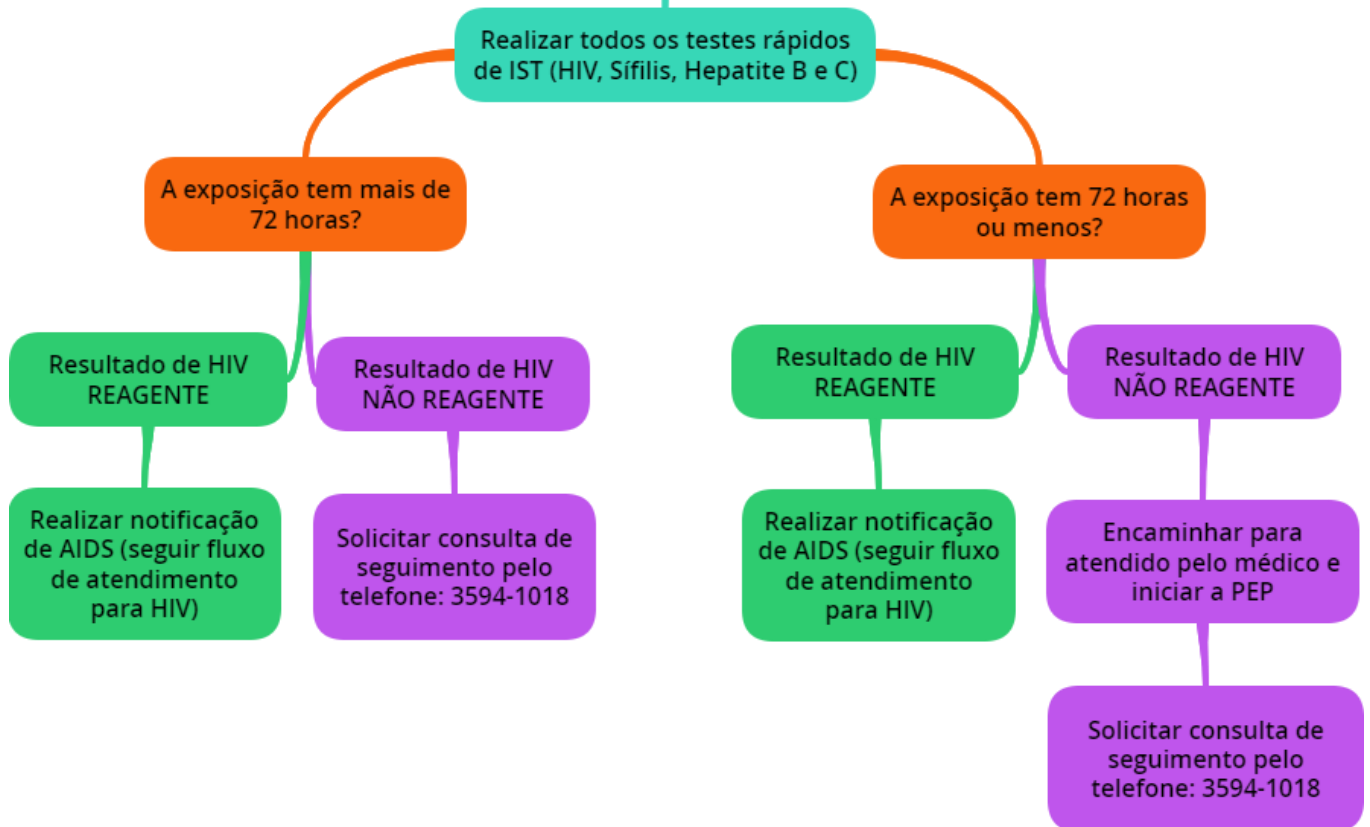 Realizar todos os testes rápidos
de IST (HIV, Sífilis, Hepatite B e C)
A exposição tem mais de
72 horas?
A exposição tem 72 horas
ou menos?
Resultado de HIV
REAGENTE
Resultado de HIV
NÃO REAGENTE
Resultado de HIV
REAGENTE
Resultado de HIV
NÃO REAGENTE
Realizar notificação
de AIDS (seguir fluxo
de atendimento
para HIV)
Solicitar consulta de
seguimento pelo
telefone: 3594-1018
Realizar notificação
de AIDS (seguir fluxo
de atendimento
para HIV)
Encaminhar para
atendido pelo médico e
iniciar a PEP
Solicitar consulta de
seguimento pelo
telefone: 3594-1018